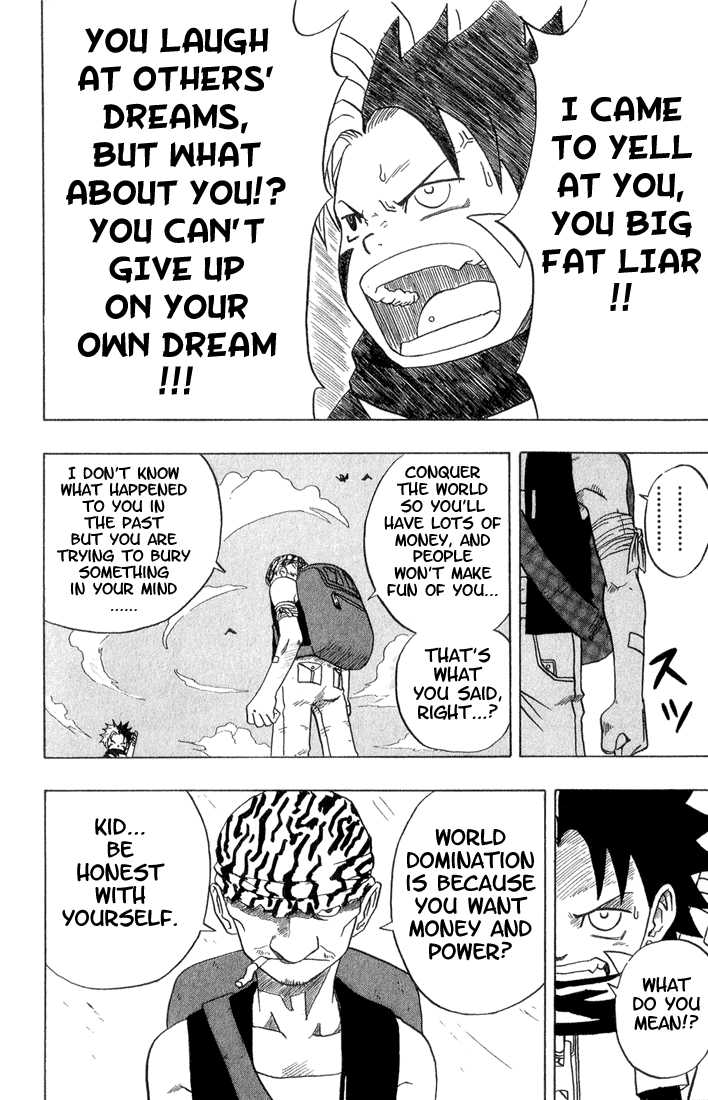 I CAME
TO YELL
AT YOU,
YOU BIG
FAT LIAR
!!
YOU LAUGH
AT OTHERS'
DREAMS,
BUT WHAT
ABOUT YOU!?
YOU CAN'T
GIVE UP
ON YOUR
OWN DREAM
!!!
.........
スッ
CONQUER
THE WORLD
SO YOU'LL
HAVE LOTS OF
MONEY, AND
PEOPLE
WON'T MAKE
FUN OF YOU...
THAT'S
WHAT
YOU SAID,
RIGHT...?
I DON'T KNOW
WHAT HAPPENED
TO YOU IN
THE PAST
BUT YOU ARE
TRYING TO BURY
SOMETHING
IN YOUR MIND
......
WHAT
DO YOU
MEAN!?
WORLD
DOMINATION
IS BECAUSE
YOU WANT
MONEY AND
POWER?
KID...
BE
HONEST
WITH
YOURSELF.